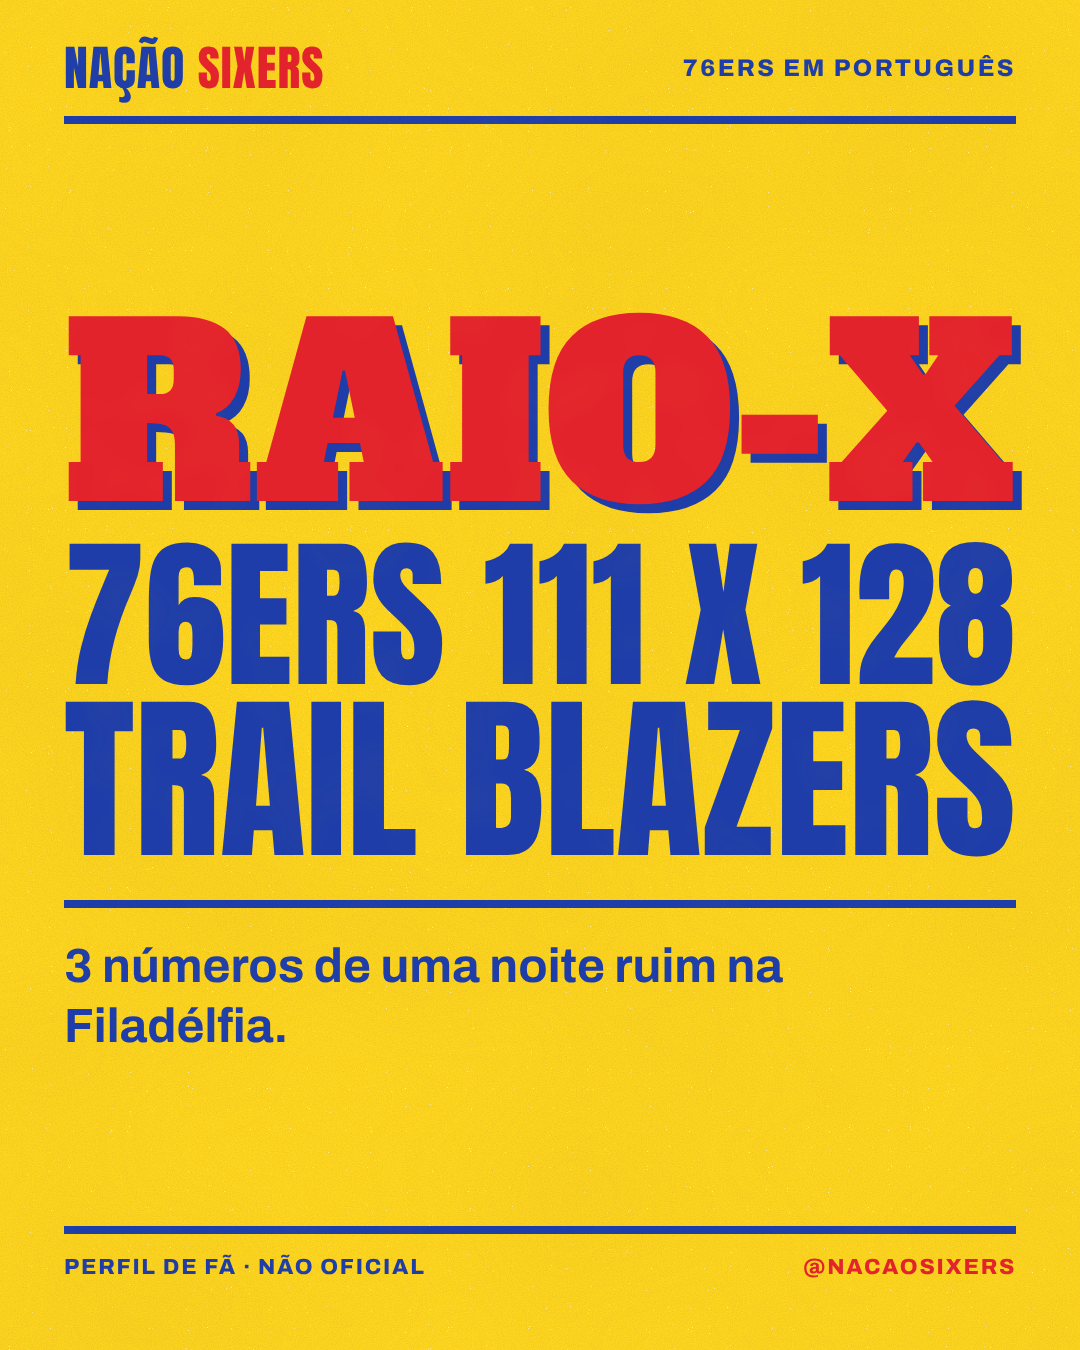 NAÇÃO SIXERS
76ERS EM PORTUGUÊS
RAIO-X
76ERS 111 X 128
TRAIL BLAZERS
3 números de uma noite ruim na
Filadélfia.
PERFIL DE FÃ · NÃO OFICIAL
@NACAOSIXERS